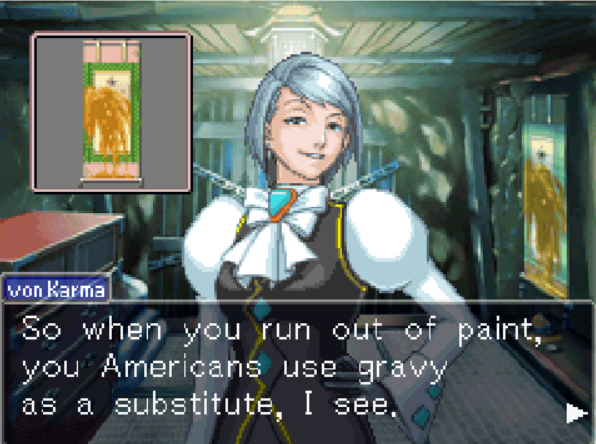 von Karma
So when you run out of paint,
you Americans use gravy
as a substitute, I see.